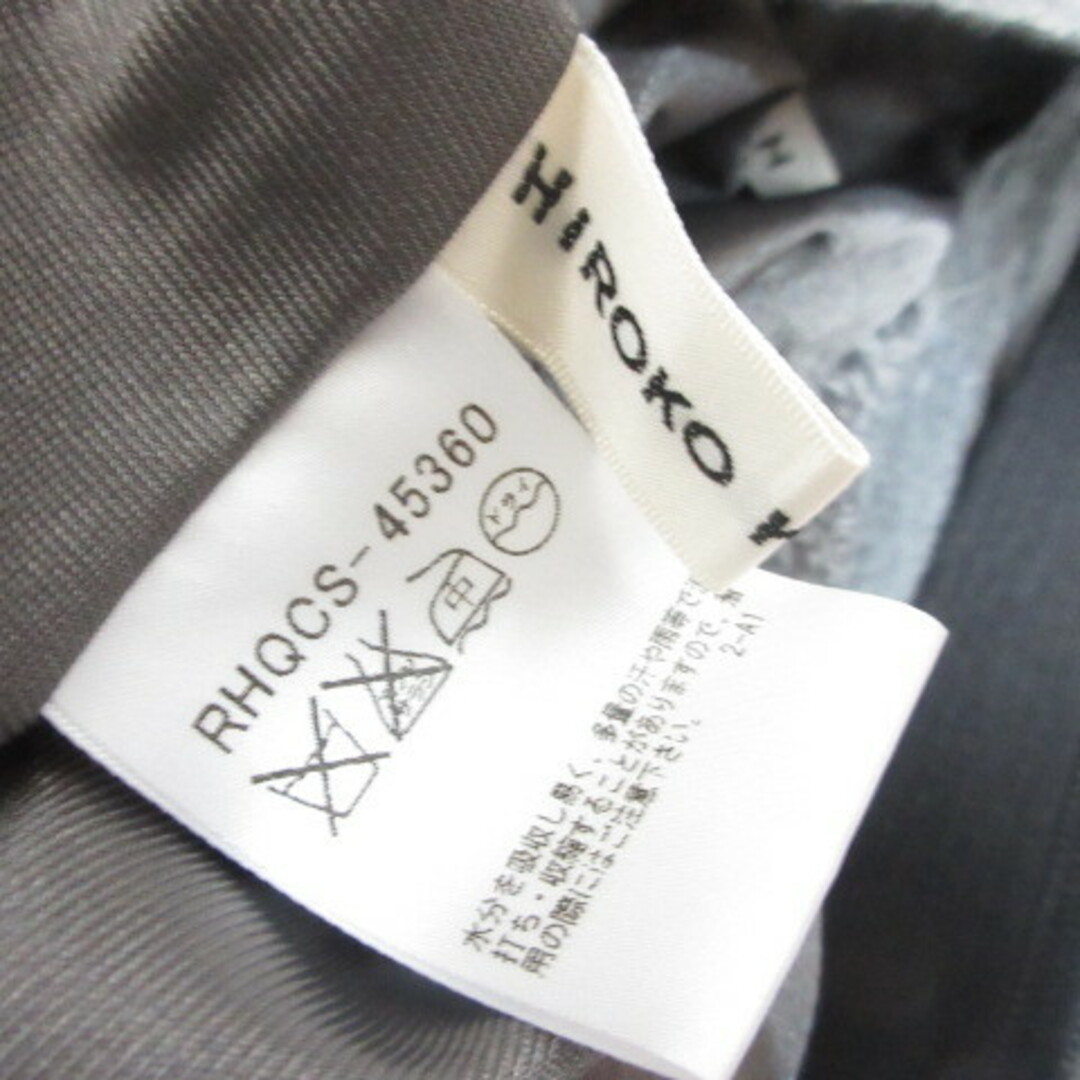 HIROKO
M
RHQCS-45360
ドライ
中
水分を吸収し易く、多量の汗や雨等で
打ち・収縮することがありますので、
用の際にはご注意下さい。
2-A1